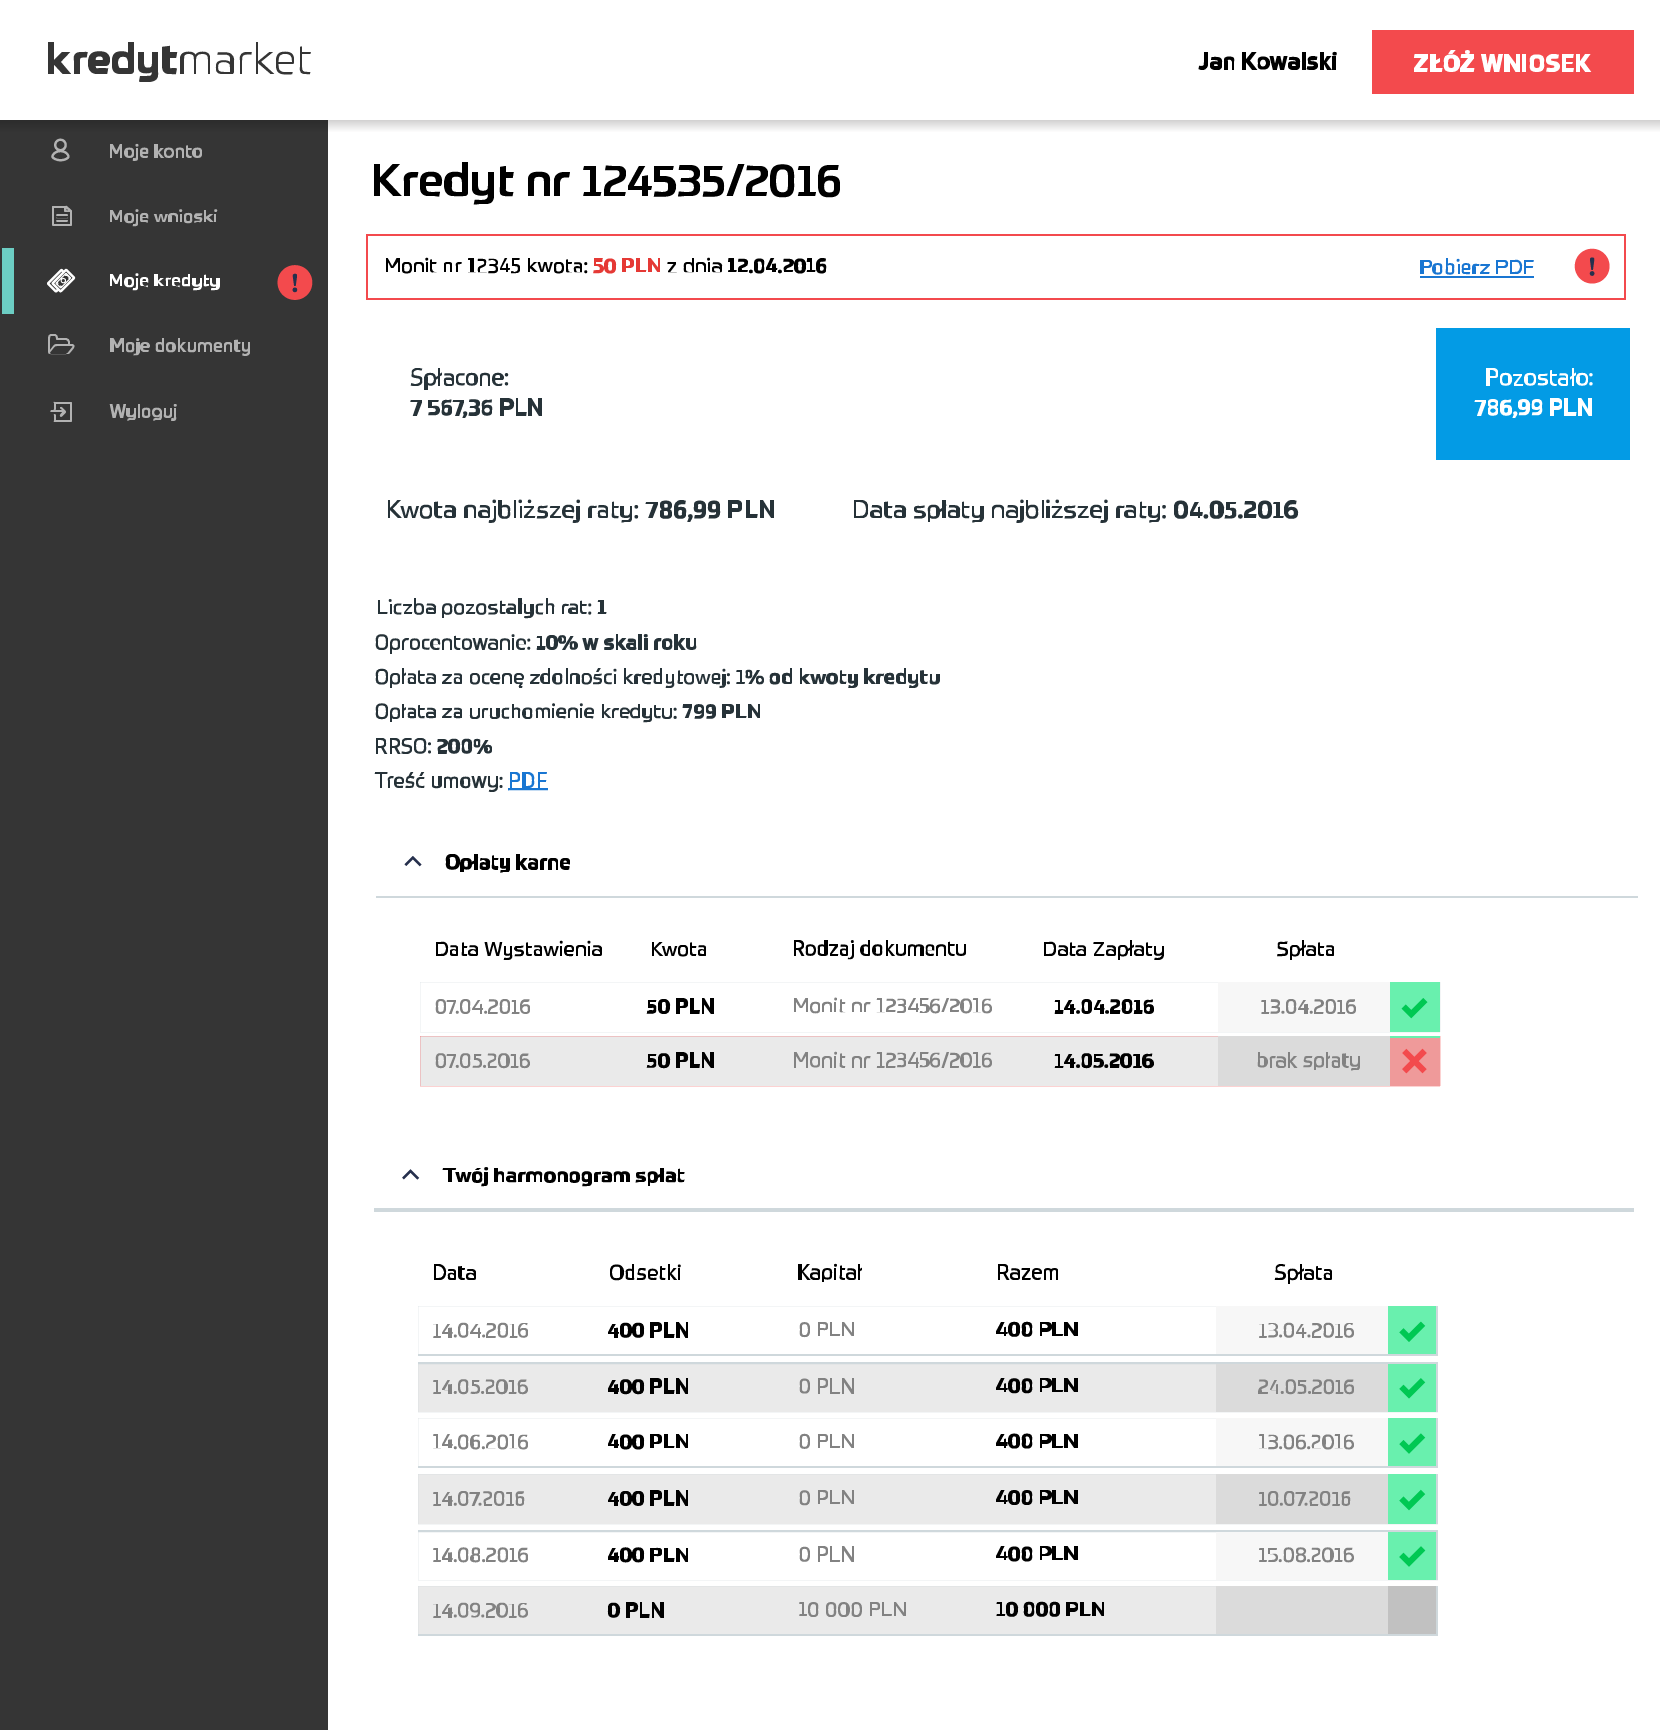 kredytmarket
Jan Kowalski
ZŁÓŻ WNIOSEK
Moje konto
Moje wnioski
Moje kredyty
Moje dokumenty
Wyloguj
Kredyt nr 124535/2016
Monit nr 12345 kwota: 50 PLN z dnia 12.04.2016
Pobierz PDF
Spłacone:
7 567,36 PLN
Pozostało:
786,99 PLN
Kwota najbliższej raty: 786,99 PLN
Data spłaty najbliższej raty: 04.05.2016
Liczba pozostalych rat: 1
Oprocentowanie: 10% w skali roku
Opłata za ocenę zdolności kredytowej: 1% od kwoty kredytu
Opłata za uruchomienie kredytu: 799 PLN
RRSO: 200%
Treść umowy: PDF
Opłaty karne
Data Wystawienia Kwota Rodzaj dokumentu Data Zapłaty Spłata
07.04.2016 50 PLN Monit nr 123456/2016 14.04.2016 13.04.2016
07.05.2016 50 PLN Monit nr 123456/2016 14.05.2016 brak spłaty
Twój harmonogram spłat
Data Odsetki Kapitał Razem Spłata
14.04.2016 400 PLN 0 PLN 400 PLN 13.04.2016
14.05.2016 400 PLN 0 PLN 400 PLN 24.05.2016
14.06.2016 400 PLN 0 PLN 400 PLN 13.06.2016
14.07.2016 400 PLN 0 PLN 400 PLN 10.07.2016
14.08.2016 400 PLN 0 PLN 400 PLN 15.08.2016
14.09.2016 0 PLN 10 000 PLN 10 000 PLN